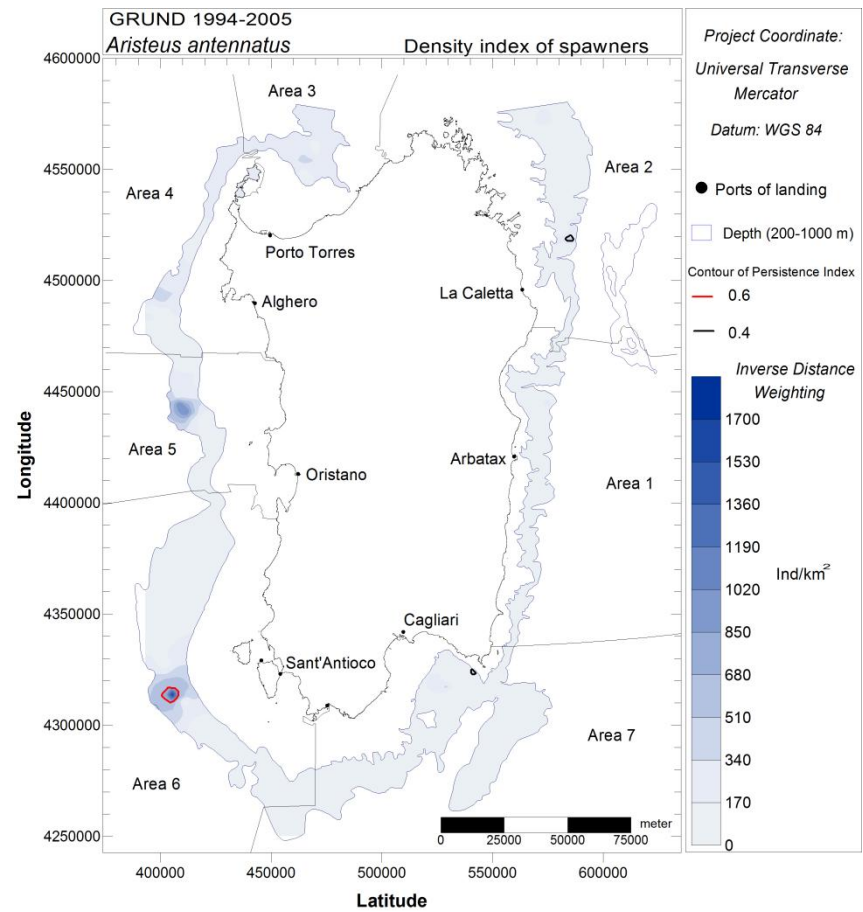 GRUND 1994-2005
Aristeus antennatus
Density index of spawners
4600000
4550000
4500000
4450000
4400000
4350000
4300000
4250000
Longitude
400000
450000
500000
550000
600000
Latitude
Area 3
Area 4
Area 2
Porto Torres
La Caletta
Alghero
Area 5
Oristano
Arbatax
Area 1
Cagliari
Sant'Antioco
Area 7
Area 6
meter
0
25000
50000
75000
Project Coordinate:
Universal Transverse
Mercator
Datum: WGS 84
Ports of landing
Depth (200-1000 m)
Contour of Persistence Index
0.6
0.4
Inverse Distance
Weighting
1700
1530
1360
1190
1020
850
680
510
340
170
0
Ind/km²